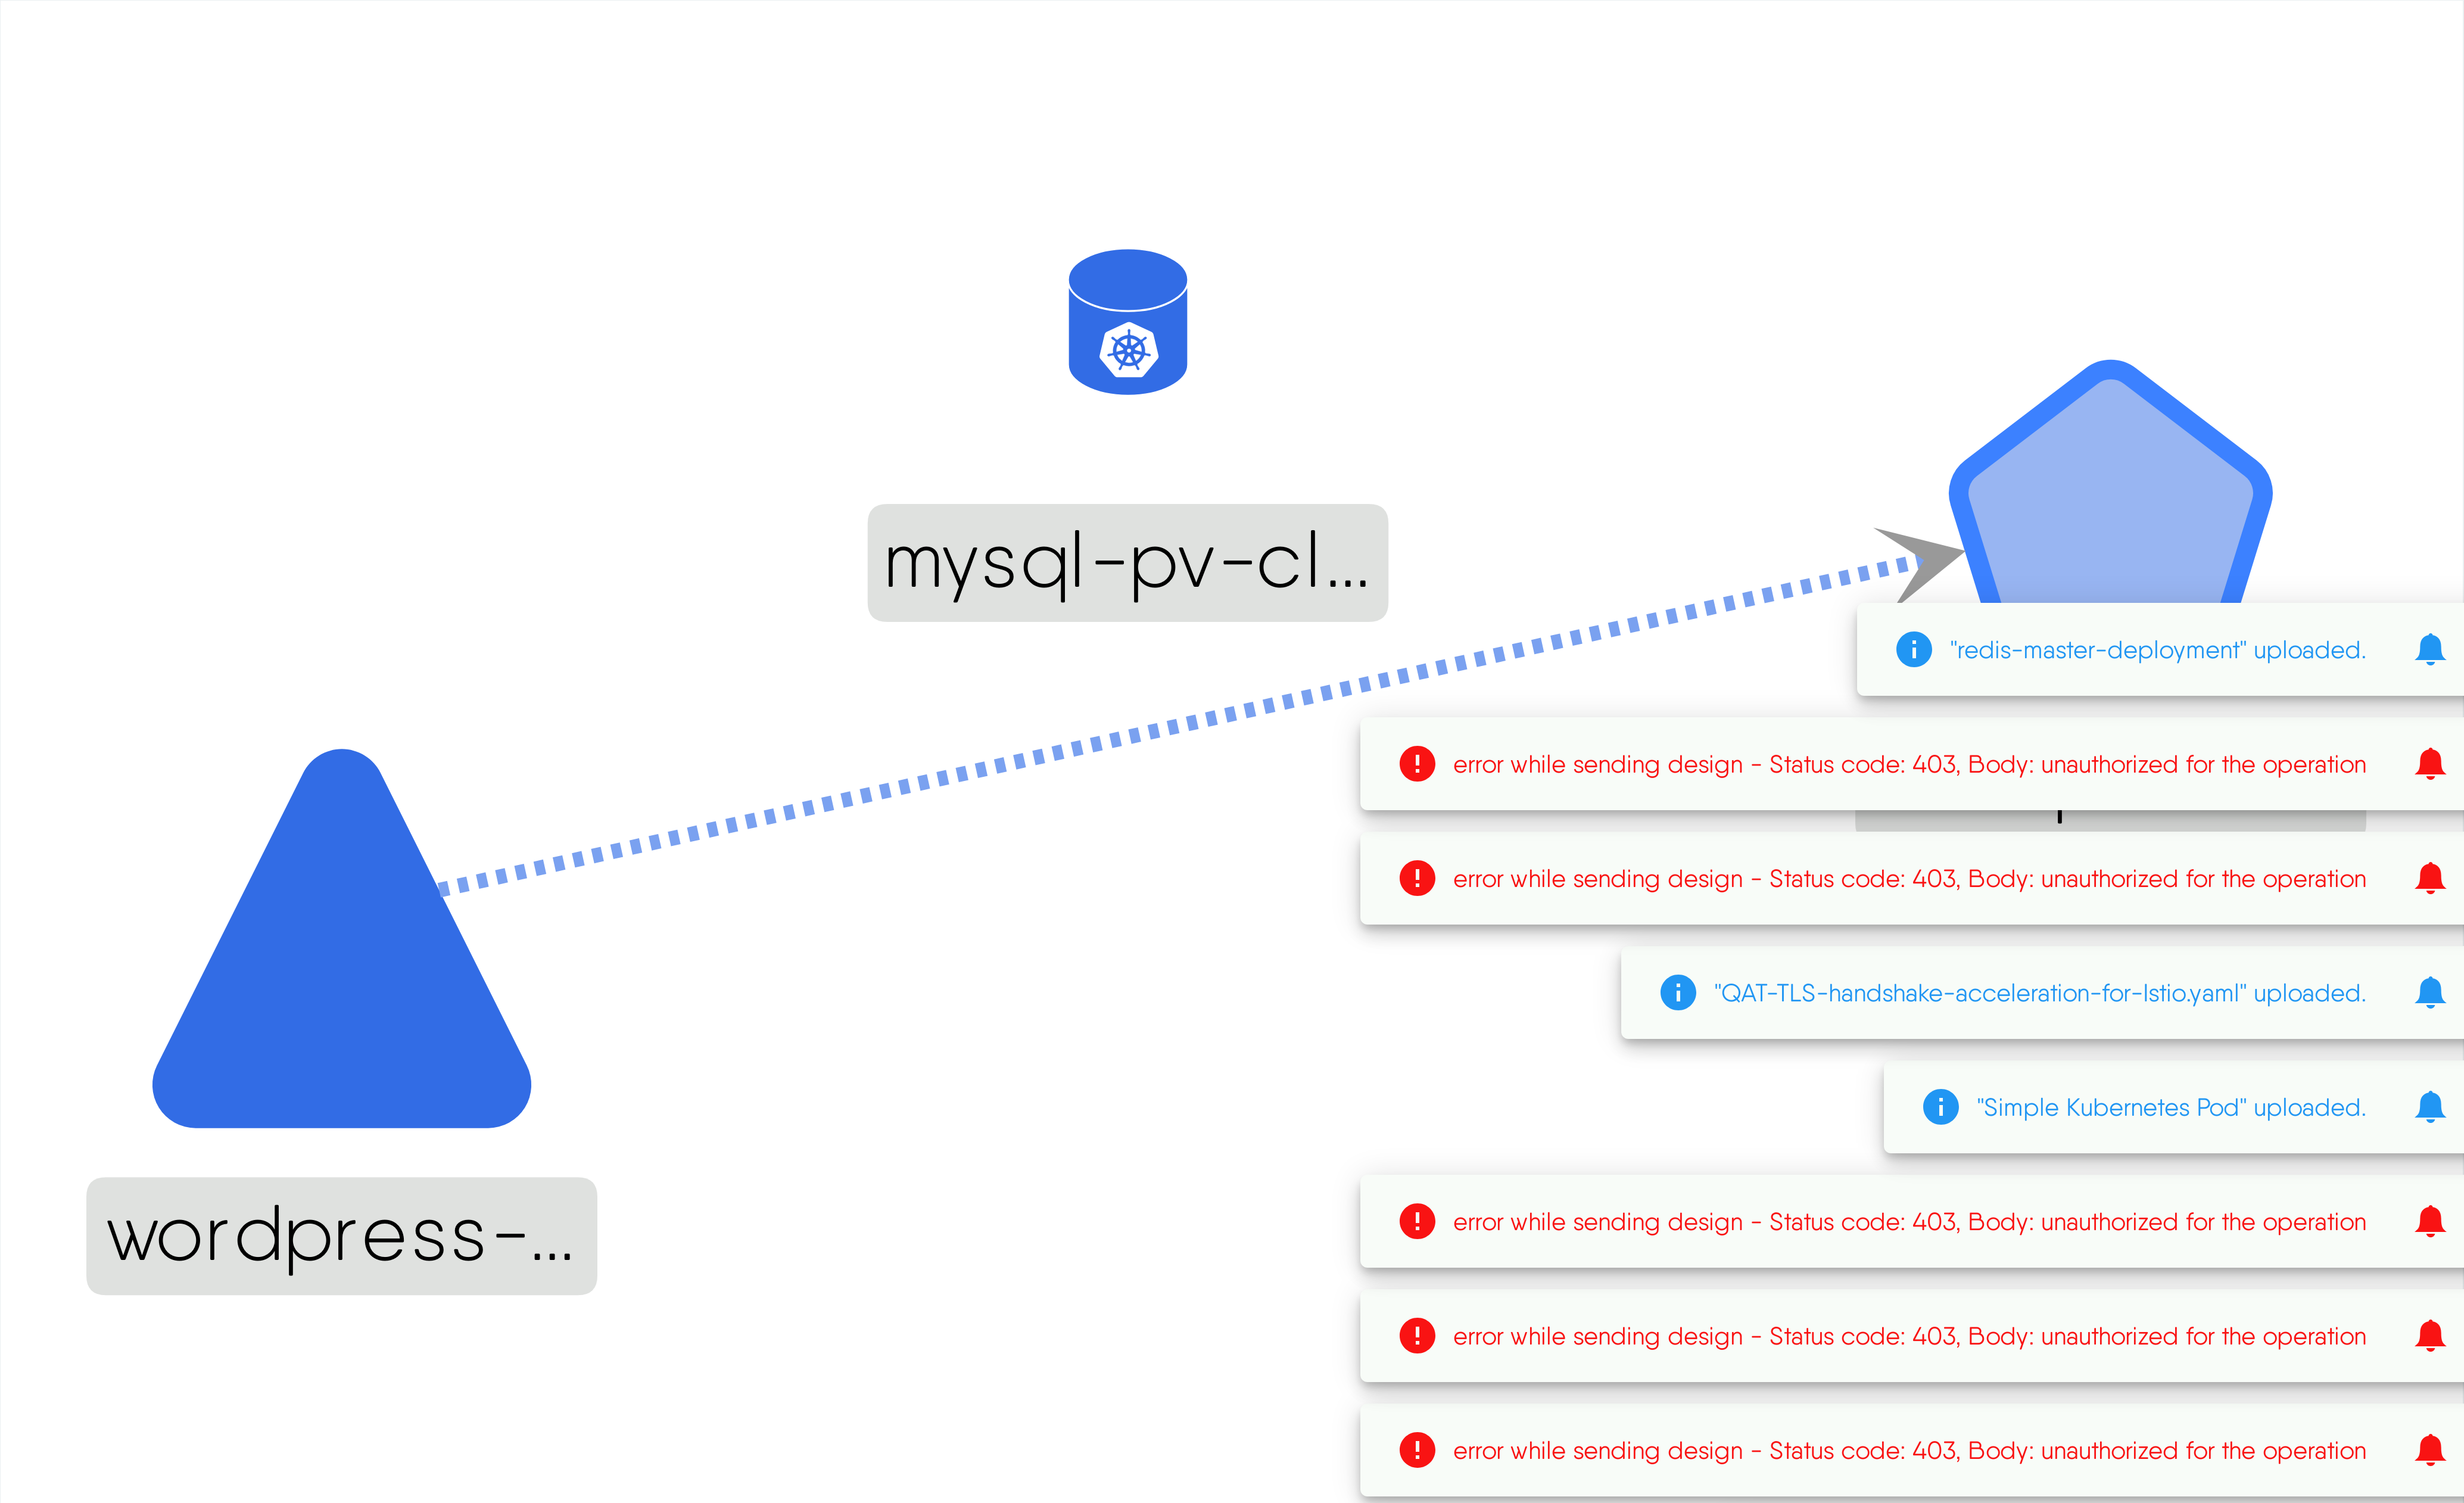 mysql-pv-cl...
"redis-master-deployment" uploaded.
error while sending design - Status code: 403, Body: unauthorized for the operation
error while sending design - Status code: 403, Body: unauthorized for the operation
"QAT-TLS-handshake-acceleration-for-Istio.yaml" uploaded.
"Simple Kubernetes Pod" uploaded.
wordpress-...
error while sending design - Status code: 403, Body: unauthorized for the operation
error while sending design - Status code: 403, Body: unauthorized for the operation
error while sending design - Status code: 403, Body: unauthorized for the operation